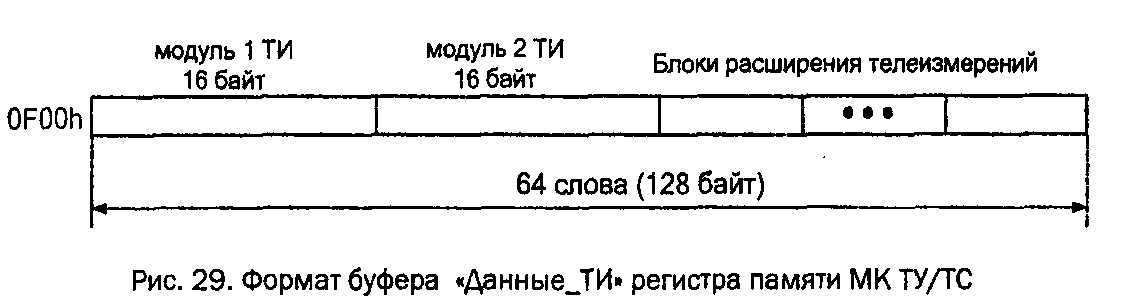 модуль 1 ТИ
16 байт
модуль 2 ТИ
16 байт
Блоки расширения телеизмерений
0F00h
64 слова (128 байт)
Рис. 29. Формат буфера «Данные_ТИ» регистра памяти МК ТУ/ТС